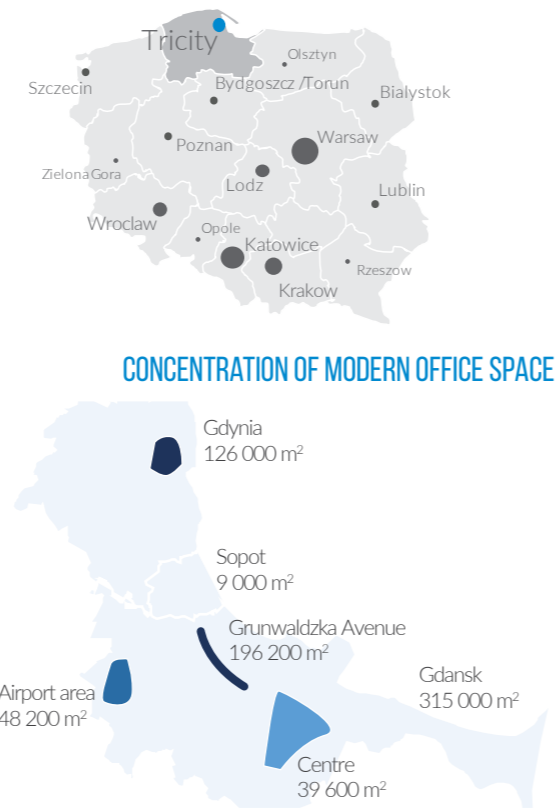 Tricity
Olsztyn
Szczecin
Bydgoszcz /Torun
Bialystok
Poznan
Warsaw
Zielona Gora
Lodz
Lublin
Wroclaw
Opole
Katowice
Rzeszow
Krakow
CONCENTRATION OF MODERN OFFICE SPACE
Gdynia
126 000 m²
Sopot
9 000 m²
Grunwaldzka Avenue
196 200 m²
Gdansk
315 000 m²
Airport area
48 200 m²
Centre
39 600 m²